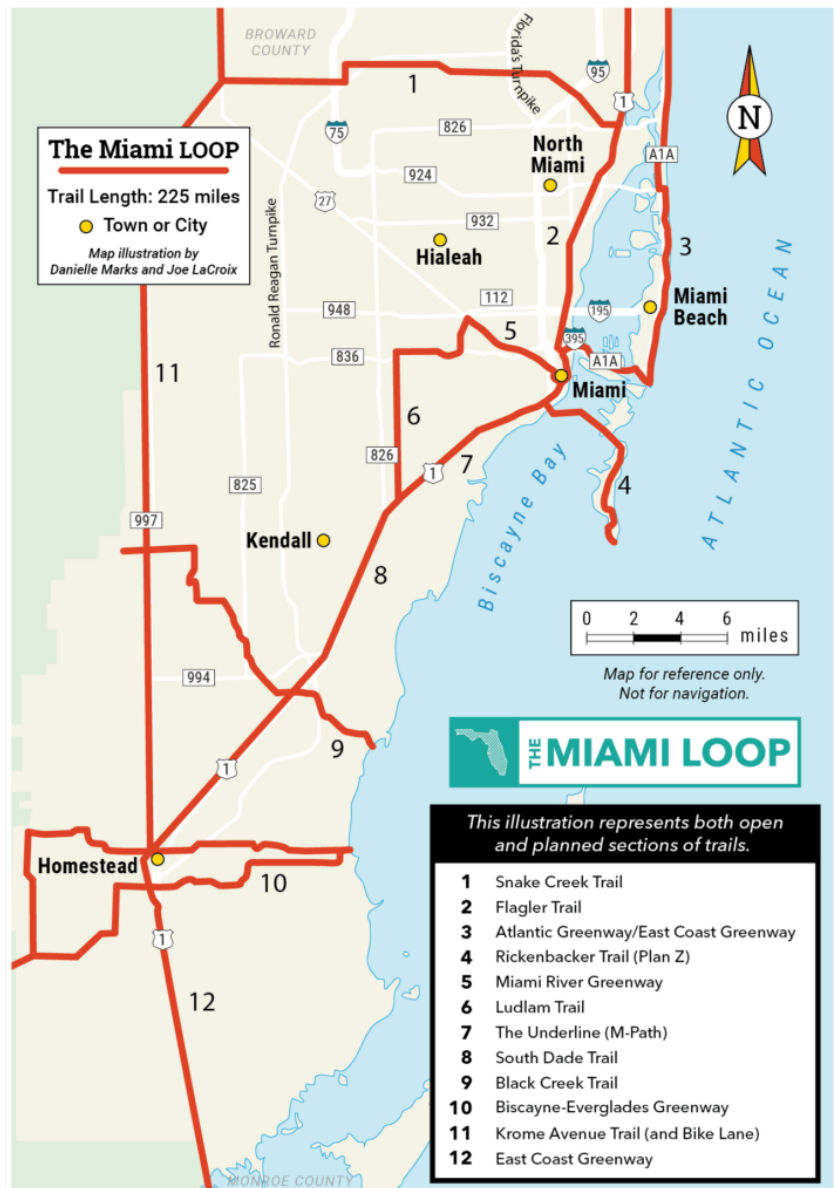 BROWARD
COUNTY
Florida's Turnpike
95
1
1
75
826
N
The Miami LOOP
Trail Length: 225 miles
Town or City
Map illustration by
Danielle Marks and Joe LaCroix
North
Miami
A1A
924
27
Ronald Reagan Turnpike
932
2
3
Hialeah
112
948
195
Miami
Beach
5
395
836
A1A
11
Miami
ATLANTIC OCEAN
6
7
826
1
4
825
997
Kendall
Biscayne Bay
8
0 2 4 6
miles
Map for reference only.
Not for navigation.
994
THE MIAMI LOOP
9
1
Homestead
10
1
12
MONROE COUNTY
This illustration represents both open
and planned sections of trails.
1 Snake Creek Trail
2 Flagler Trail
3 Atlantic Greenway/East Coast Greenway
4 Rickenbacker Trail (Plan Z)
5 Miami River Greenway
6 Ludlam Trail
7 The Underline (M-Path)
8 South Dade Trail
9 Black Creek Trail
10 Biscayne-Everglades Greenway
11 Krome Avenue Trail (and Bike Lane)
12 East Coast Greenway